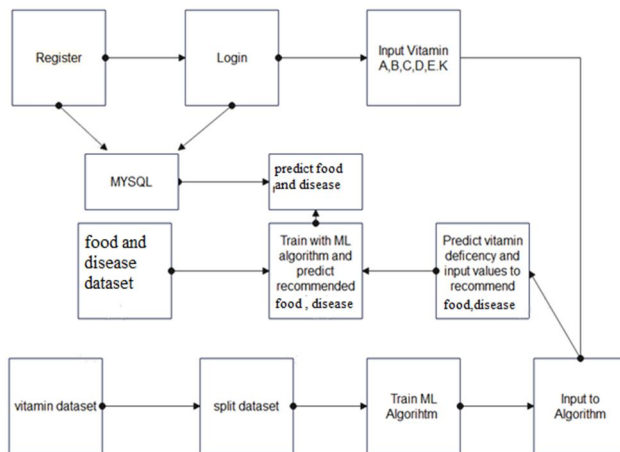 Register
Login
Input Vitamin
A,B,C,D,E.K
MYSQL
predict food
and disease
food and
disease
dataset
Train with ML
algorithm and
predict
recommended
food , disease
Predict vitamin
deficency and
input values to
recommend
food,disease
vitamin dataset
split dataset
Train ML
Algorihtm
Input to
Algorithm